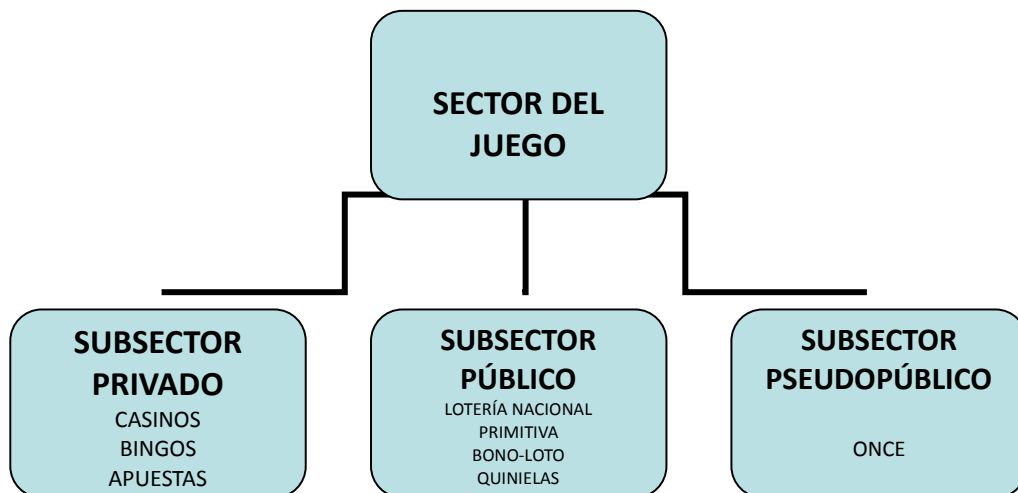 SECTOR DEL
JUEGO
SUBSECTOR
PRIVADO
CASINOS
BINGOS
APUESTAS
SUBSECTOR
PÚBLICO
LOTERÍA NACIONAL
PRIMITIVA
BONO-LOTO
QUINIELAS
SUBSECTOR
PSEUDOPÚBLICO
ONCE